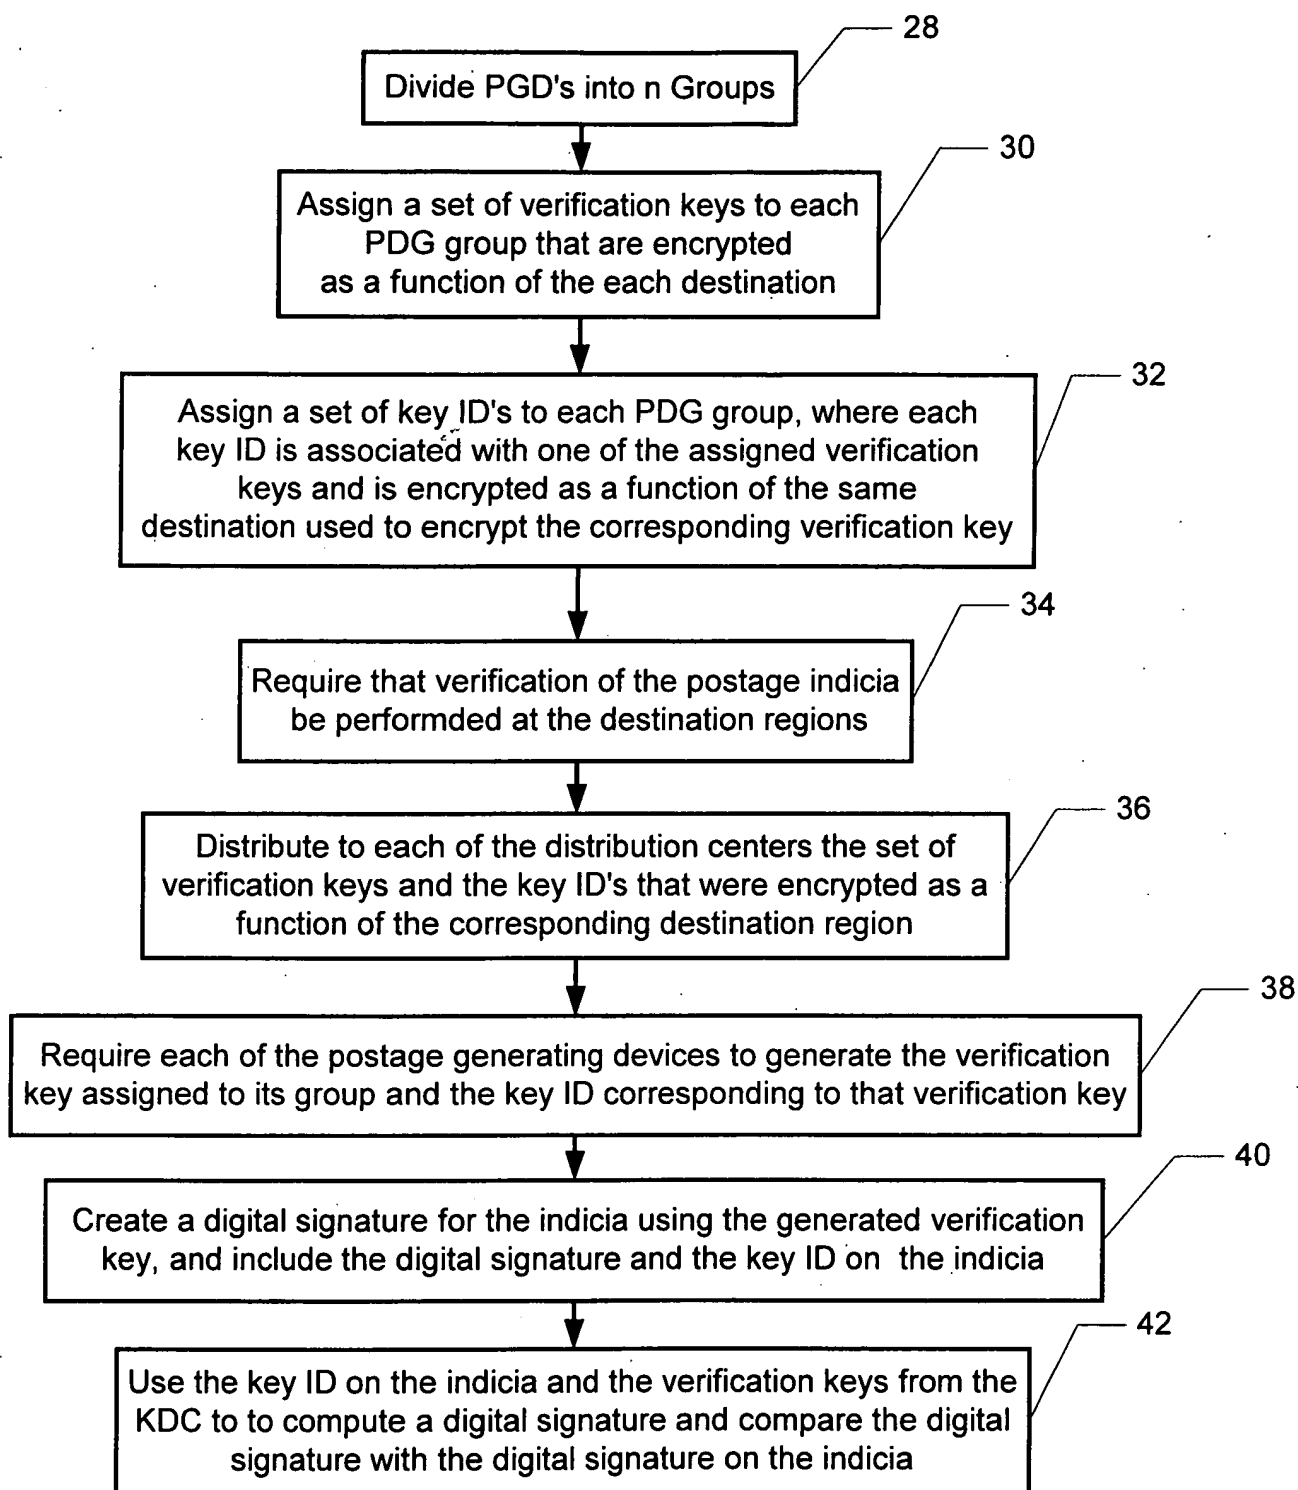 28
Divide PGD's into n Groups
30
Assign a set of verification keys to each
PDG group that are encrypted
as a function of the each destination
32
Assign a set of key ID's to each PDG group, where each
key ID is associated with one of the assigned verification
keys and is encrypted as a function of the same
destination used to encrypt the corresponding verification key
34
Require that verification of the postage indicia
be performded at the destination regions
36
Distribute to each of the distribution centers the set of
verification keys and the key ID's that were encrypted as a
function of the corresponding destination region
38
Require each of the postage generating devices to generate the verification
key assigned to its group and the key ID corresponding to that verification key
40
Create a digital signature for the indicia using the generated verification
key, and include the digital signature and the key ID on the indicia
42
Use the key ID on the indicia and the verification keys from the
KDC to to compute a digital signature and compare the digital
signature with the digital signature on the indicia